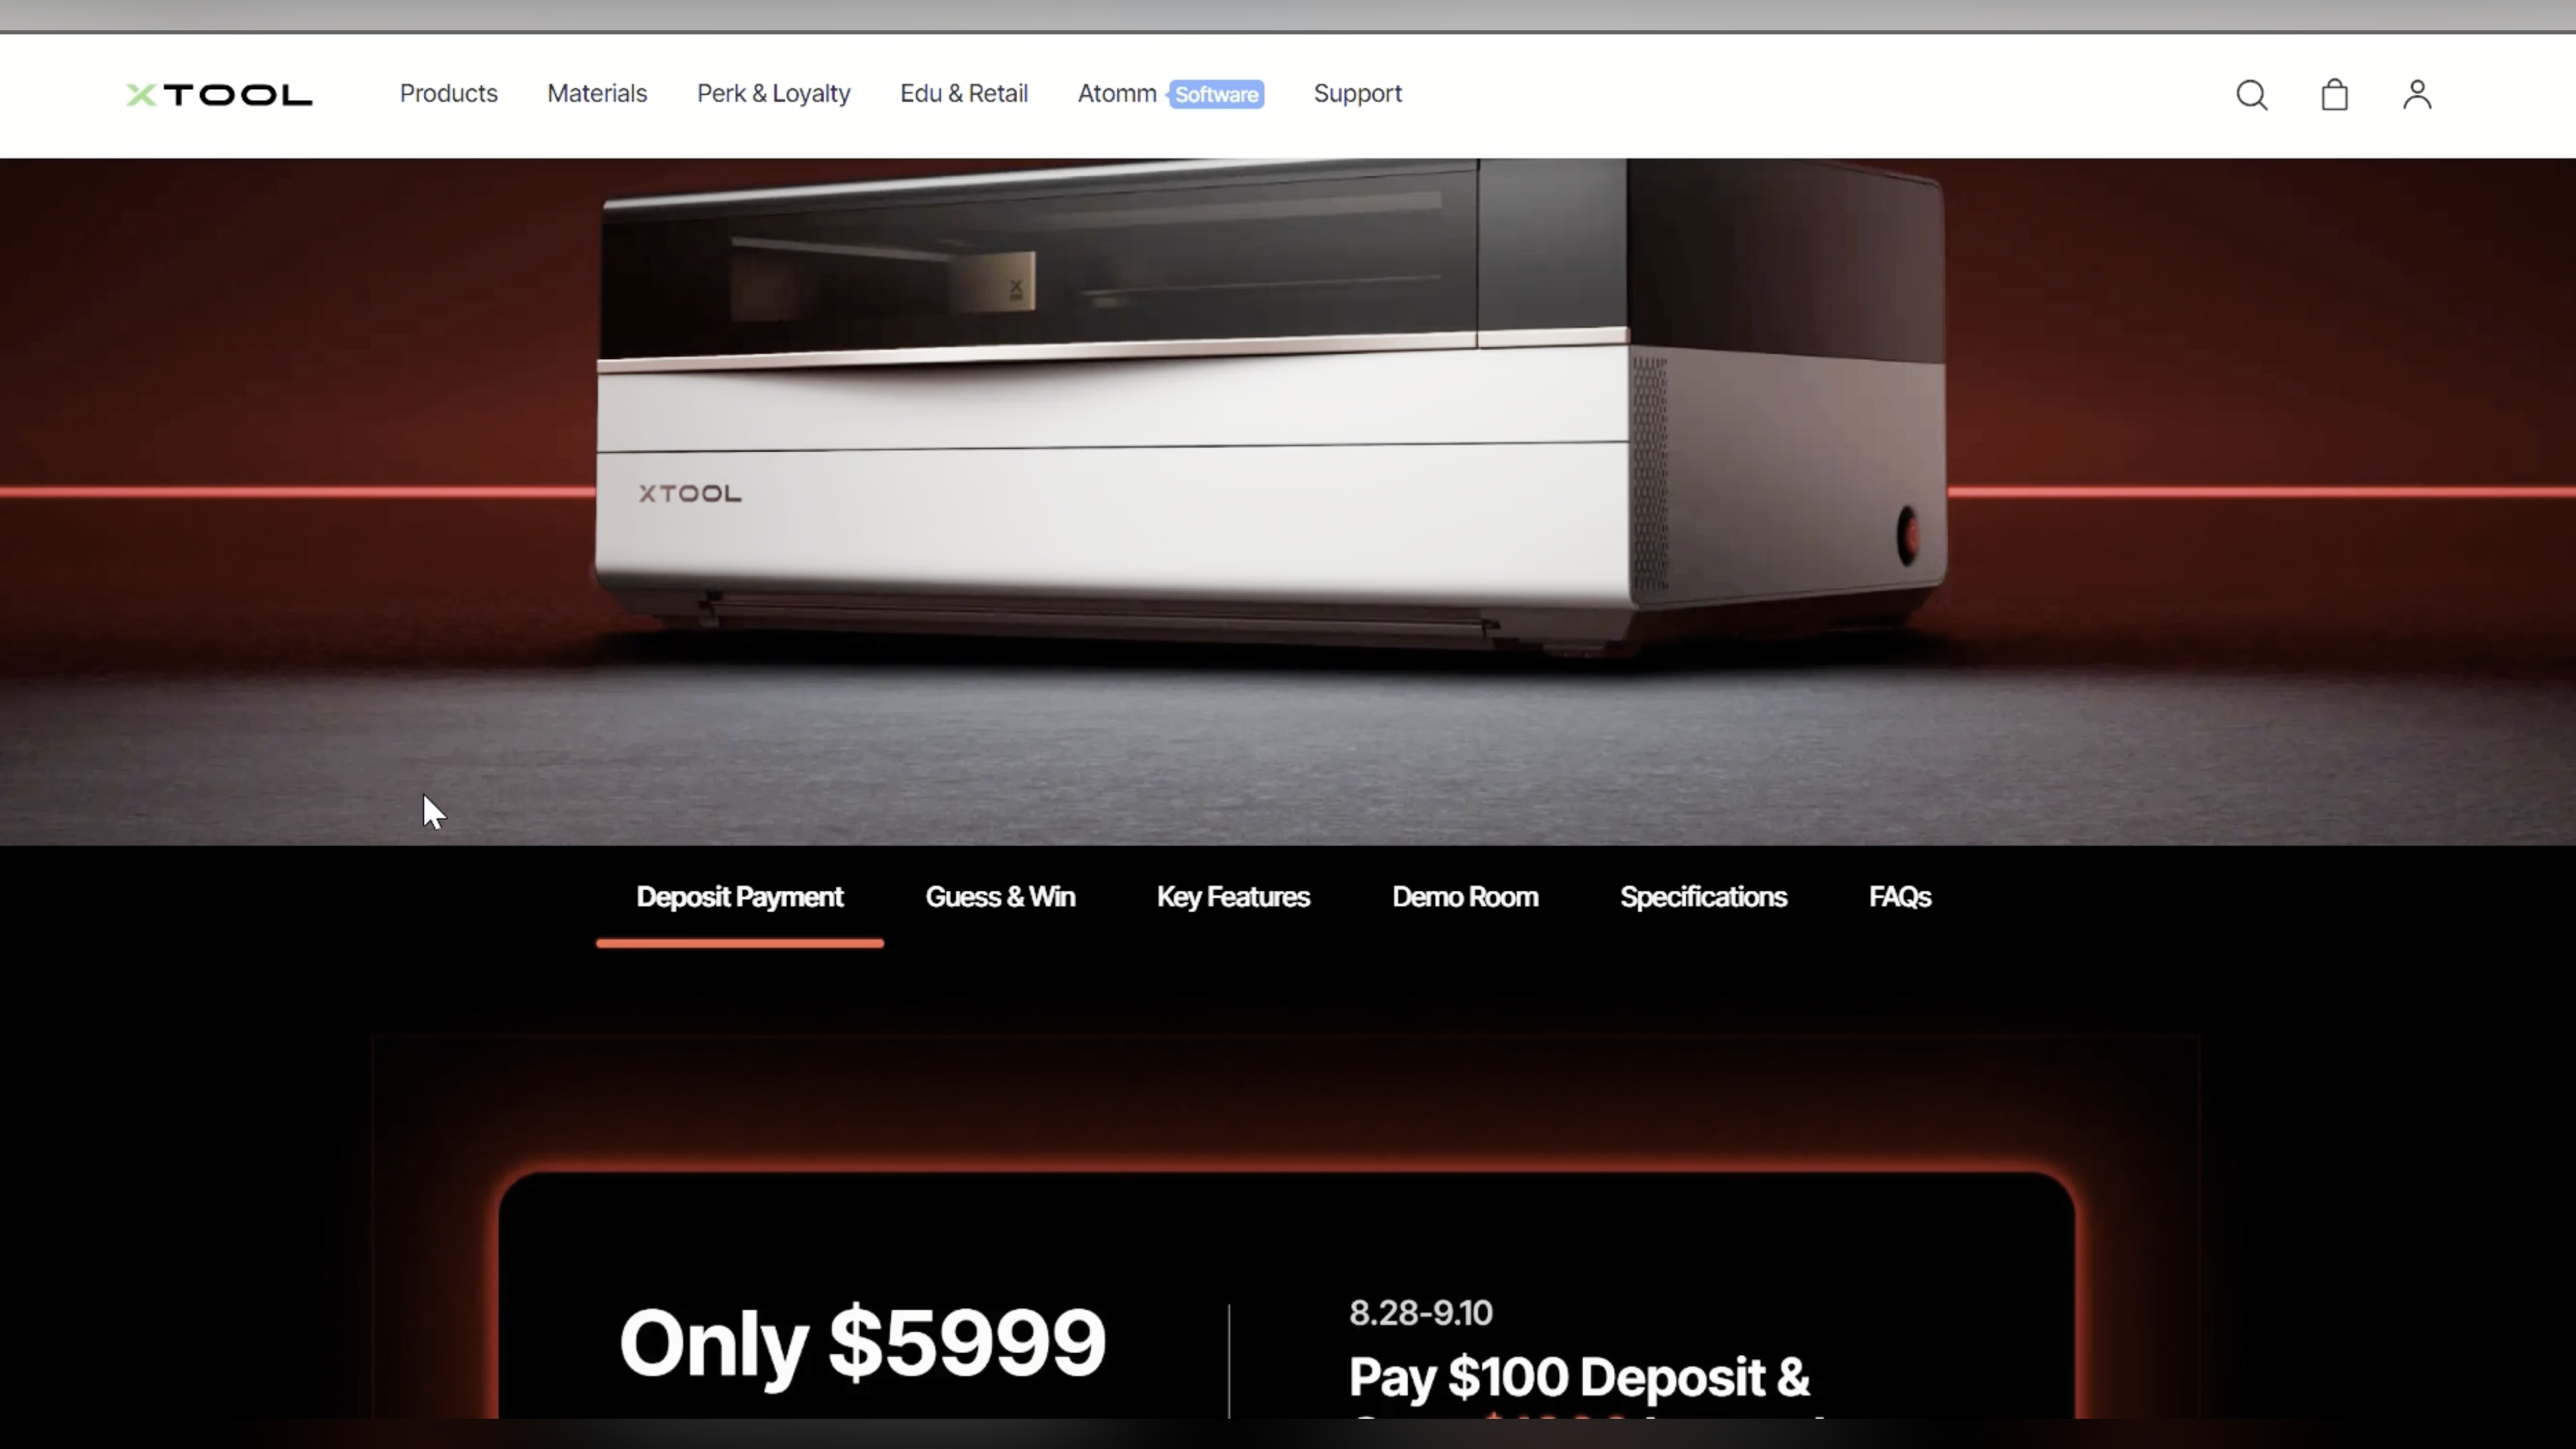 XTOOL
Products
Materials
Perk & Loyalty
Edu & Retail
Atomm
Software
Support
XTOOL
Deposit Payment
Guess & Win
Key Features
Demo Room
Specifications
FAQs
Only $5999
8.28-9.10
Pay $100 Deposit &